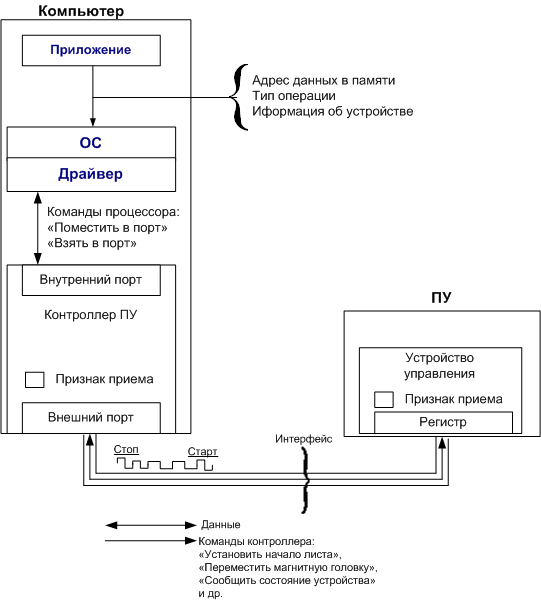 Компьютер
Приложение
Адрес данных в памяти
Тип операции
Иформация об устройстве
ОС
Драйвер
Команды процессора:
«Поместить в порт»
«Взять в порт»
Внутренний порт
Контроллер ПУ
Признак приема
Внешний порт
ПУ
Устройство
управления
Признак приема
Регистр
Интерфейс
Стоп
Старт
Данные
Команды контроллера:
«Установить начало листа»,
«Переместить магнитную головку»,
«Сообщить состояние устройства»
и др.